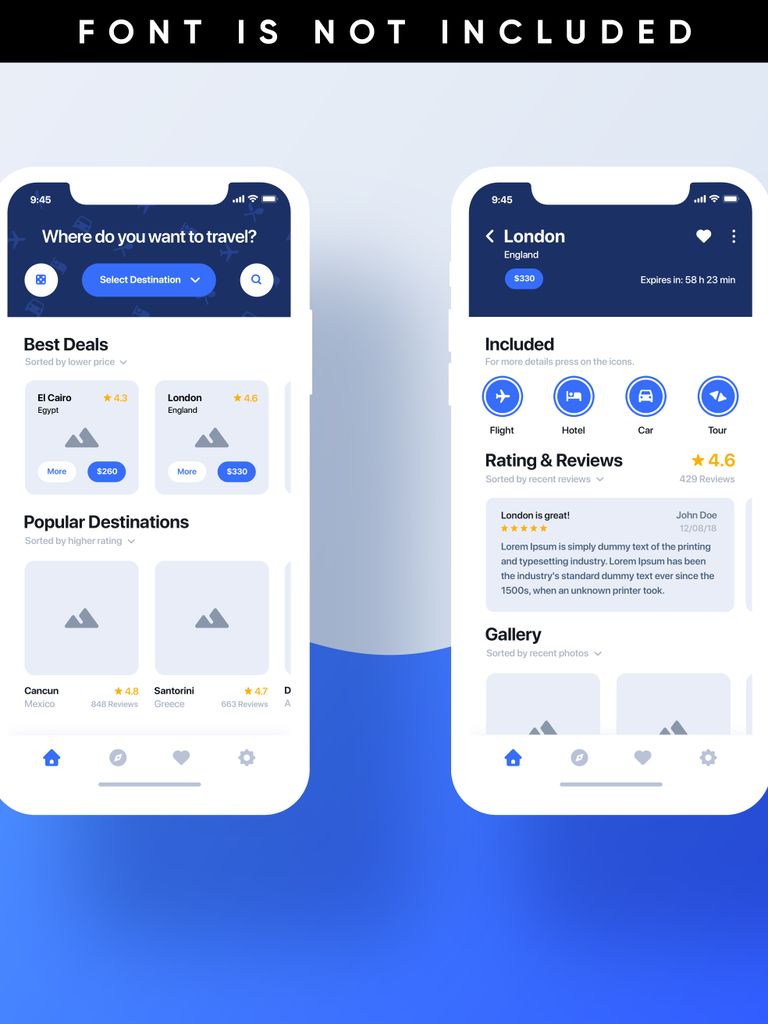 FONT IS NOT INCLUDED
9:45
Where do you want to travel?
Select Destination
Best Deals
Sorted by lower price
El Cairo 4.3
Egypt
More $260
London 4.6
England
More $330
Popular Destinations
Sorted by higher rating
Cancun 4.8
Mexico 848 Reviews
Santorini 4.7
Greece 663 Reviews
D
A
9:45
London
England
$330 Expires in: 58 h 23 min
Included
For more details press on the icons.
Flight Hotel Car Tour
Rating & Reviews 4.6
Sorted by recent reviews 429 Reviews
London is great! John Doe
12/08/18
Lorem Ipsum is simply dummy text of the printing
and typesetting industry. Lorem Ipsum has been
the industry's standard dummy text ever since the
1500s, when an unknown printer took.
Gallery
Sorted by recent photos